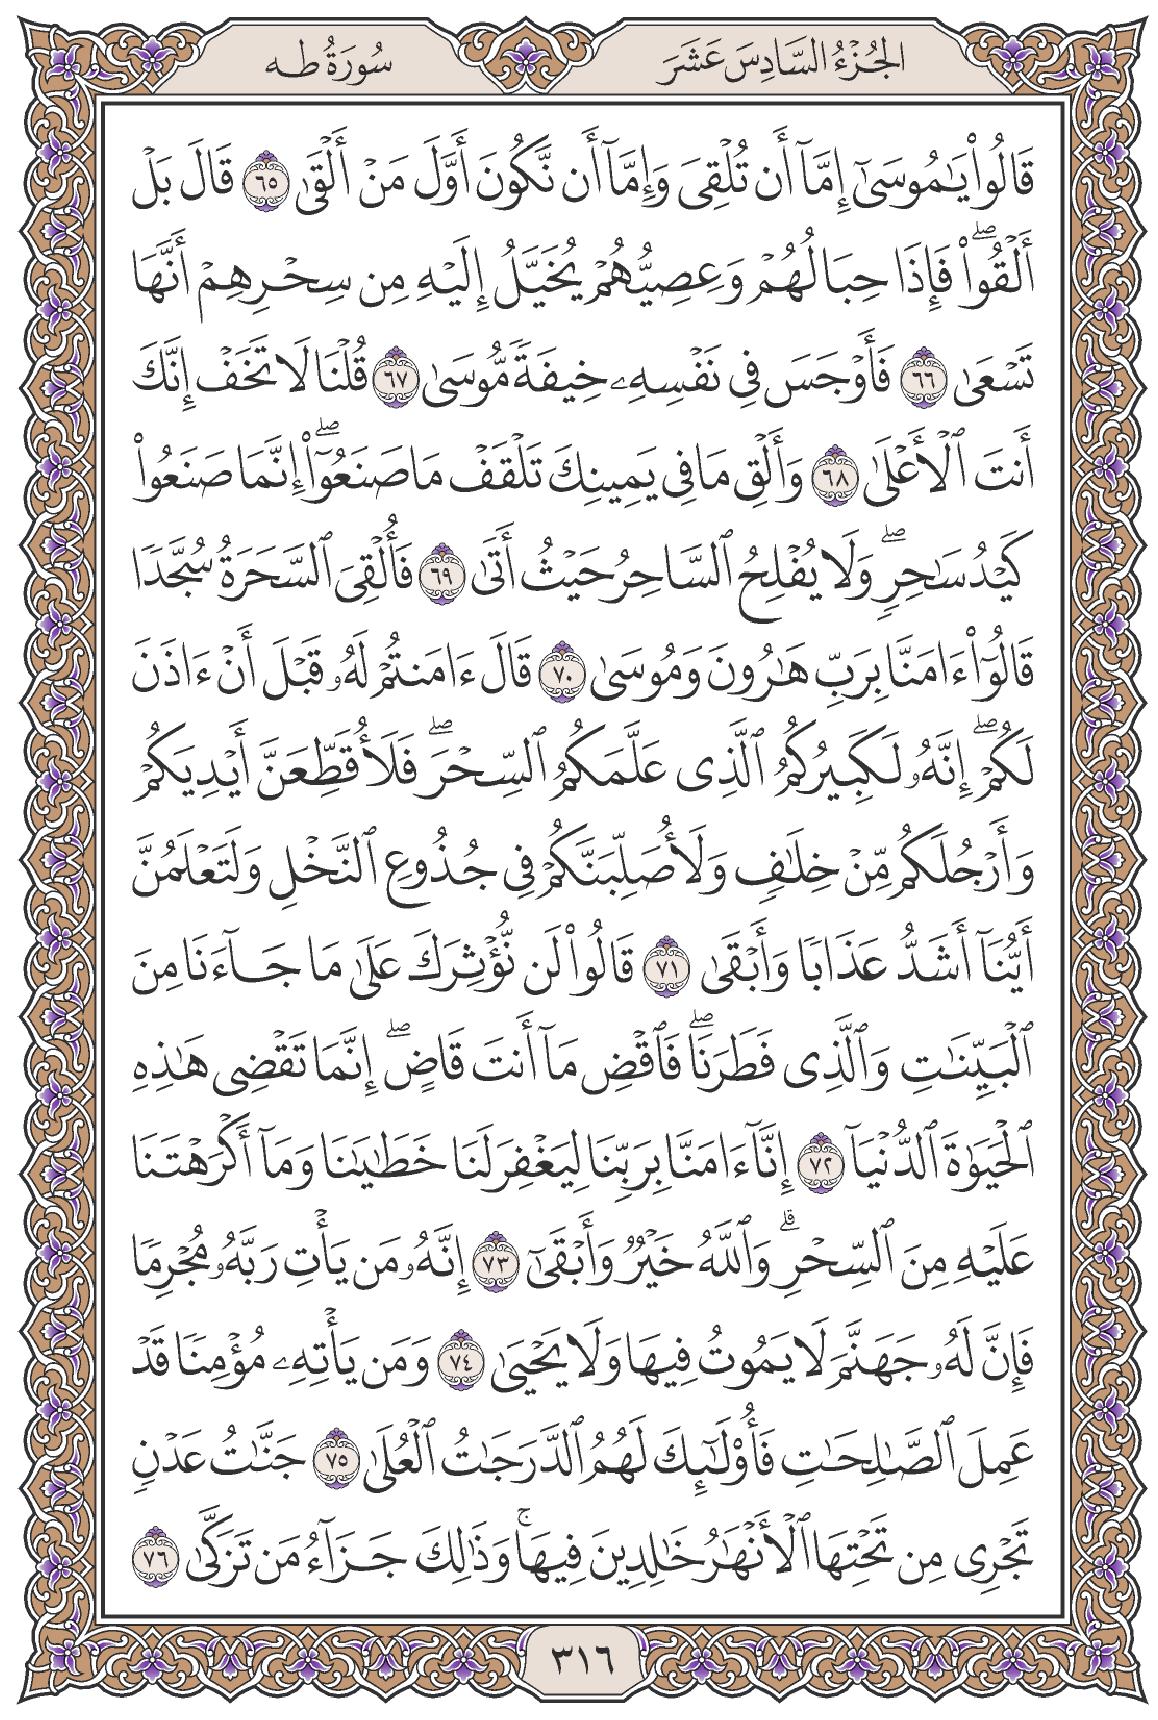 الجُزْءُ السَّادِسَ عَشَرَ
سُورَةُ طه
قَالُوا۟ يَـٰمُوسَىٰٓ إِمَّآ أَن تُلْقِىَ وَإِمَّآ أَن نَّكُونَ أَوَّلَ مَنْ أَلْقَىٰ ٦٥ قَالَ بَلْ
أَلْقُوا۟ۖ فَإِذَا حِبَالُهُمْ وَعِصِيُّهُمْ يُخَيَّلُ إِلَيْهِ مِن سِحْرِهِمْ أَنَّهَا
تَسْعَىٰ ٦٦ فَأَوْجَسَ فِى نَفْسِهِۦ خِيفَةً مُّوسَىٰ ٦٧ قُلْنَا لَا تَخَفْ إِنَّكَ
أَنتَ ٱلْأَعْلَىٰ ٦٨ وَأَلْقِ مَا فِى يَمِينِكَ تَلْقَفْ مَا صَنَعُوٓا۟ۖ إِنَّمَا صَنَعُوا۟
كَيْدُ سَـٰحِرٍۖ وَلَا يُفْلِحُ ٱلسَّاحِرُ حَيْثُ أَتَىٰ ٦٩ فَأُلْقِىَ ٱلسَّحَرَةُ سُجَّدًا
قَالُوٓا۟ ءَامَنَّا بِرَبِّ هَـٰرُونَ وَمُوسَىٰ ٧٠ قَالَ ءَامَنتُمْ لَهُۥ قَبْلَ أَنْ ءَاذَنَ
لَكُمْۖ إِنَّهُۥ لَكَبِيرُكُمُ ٱلَّذِى عَلَّمَكُمُ ٱلسِّحْرَۖ فَلَأُقَطِّعَنَّ أَيْدِيَكُمْ
وَأَرْجُلَكُم مِّنْ خِلَـٰفٍ وَلَأُصَلِّبَنَّكُمْ فِى جُذُوعِ ٱلنَّخْلِ وَلَتَعْلَمُنَّ
أَيُّنَآ أَشَدُّ عَذَابًا وَأَبْقَىٰ ٧١ قَالُوا۟ لَن نُّؤْثِرَكَ عَلَىٰ مَا جَآءَنَا مِنَ
ٱلْبَيِّنَـٰتِ وَٱلَّذِى فَطَرَنَاۖ فَٱقْضِ مَآ أَنتَ قَاضٍۖ إِنَّمَا تَقْضِى هَـٰذِهِ
ٱلْحَيَوٰةَ ٱلدُّنْيَآ ٧٢ إِنَّآ ءَامَنَّا بِرَبِّنَا لِيَغْفِرَ لَنَا خَطَـٰيَـٰنَا وَمَآ أَكْرَهْتَنَا
عَلَيْهِ مِنَ ٱلسِّحْرِۗ وَٱللَّهُ خَيْرٌ وَأَبْقَىٰٓ ٧٣ إِنَّهُۥ مَن يَأْتِ رَبَّهُۥ مُجْرِمًا
فَإِنَّ لَهُۥ جَهَنَّمَ لَا يَمُوتُ فِيهَا وَلَا يَحْيَىٰ ٧٤ وَمَن يَأْتِهِۦ مُؤْمِنًا قَدْ
عَمِلَ ٱلصَّـٰلِحَـٰتِ فَأُو۟لَـٰٓئِكَ لَهُمُ ٱلدَّرَجَـٰتُ ٱلْعُلَىٰ ٧٥ جَنَّـٰتُ عَدْنٍ
تَجْرِى مِن تَحْتِهَا ٱلْأَنْهَـٰرُ خَـٰلِدِينَ فِيهَاۚ وَذَٰلِكَ جَزَآءُ مَن تَزَكَّىٰ ٧٦
٣١٦